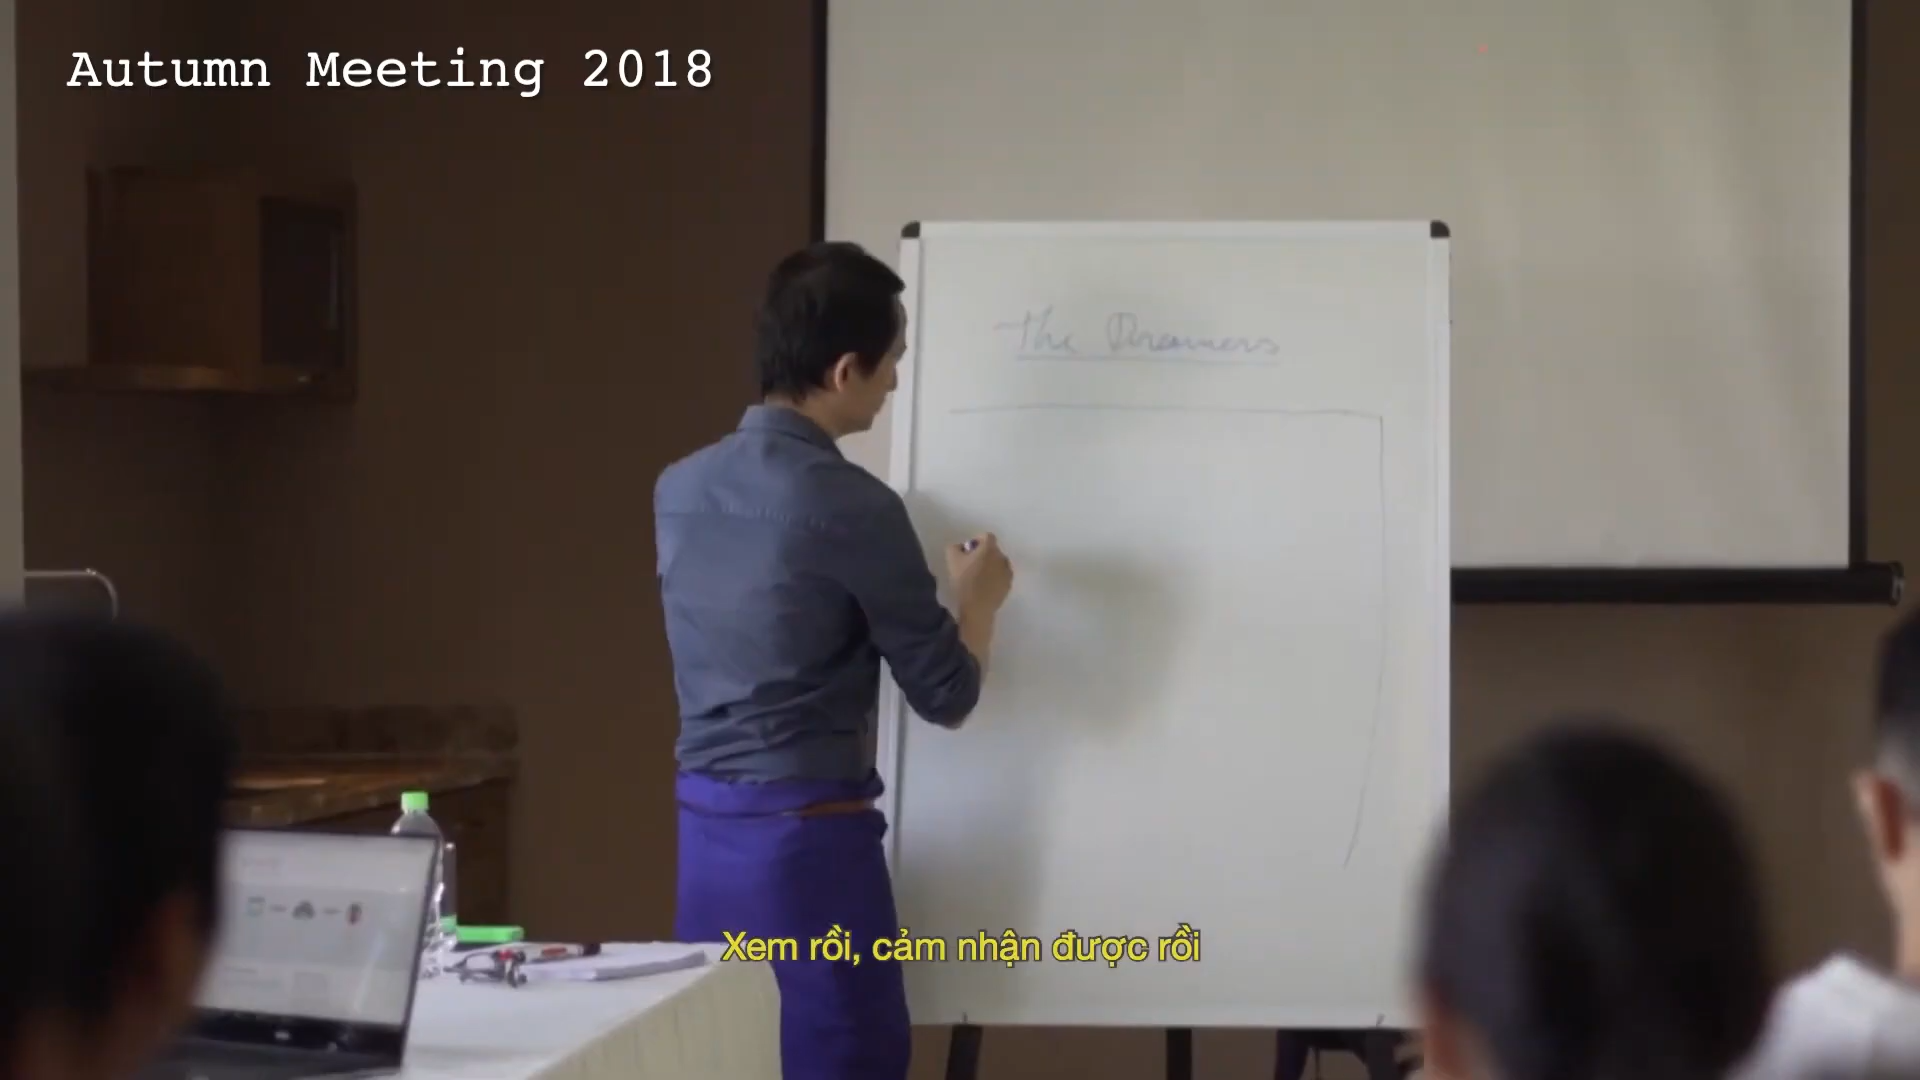 Autumn Meeting 2018
The Dreamers
Xem rồi, cảm nhận được rồi